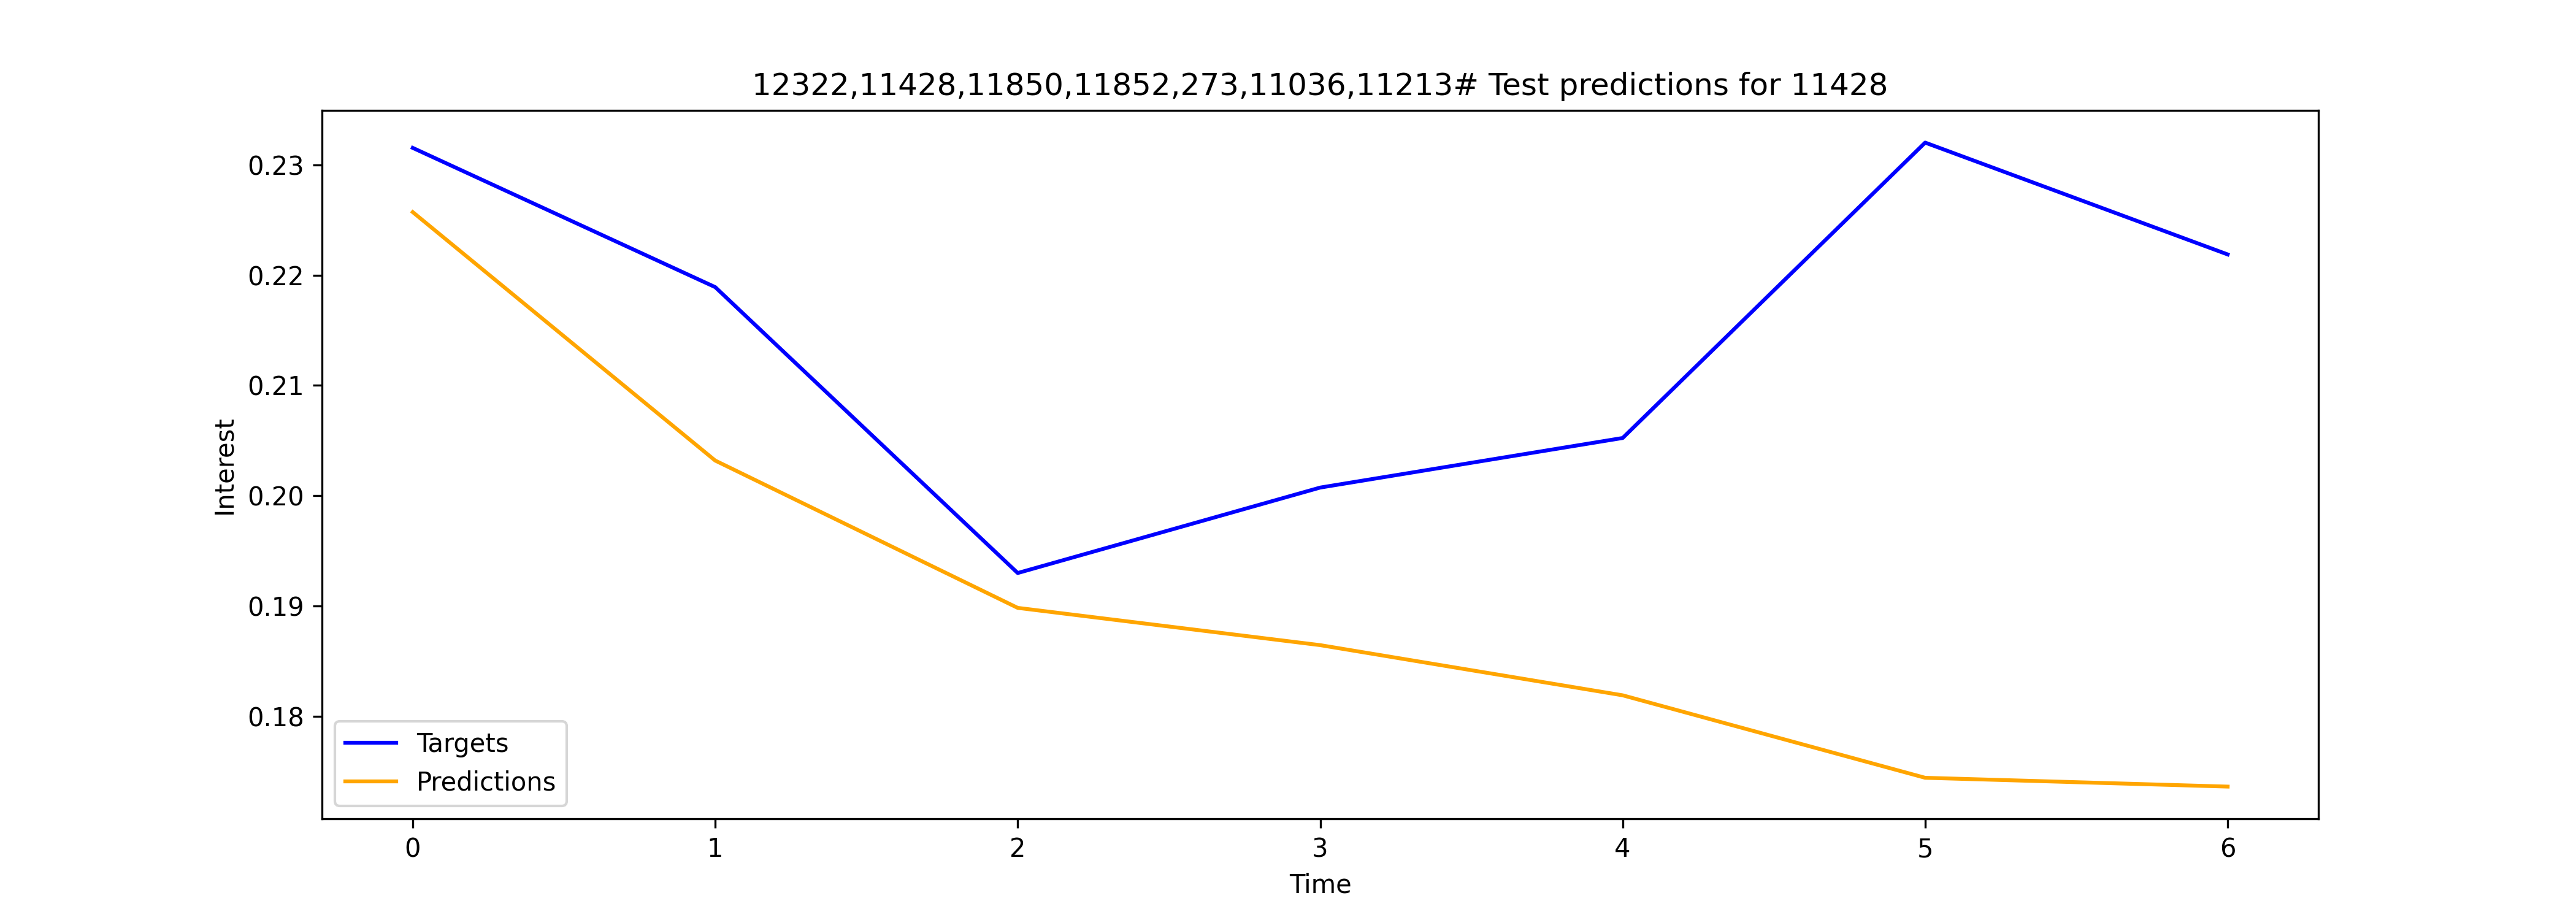 12322,11428,11850,11852,273,11036,11213# Test predictions for 11428
0.23
0.22
0.21
0.20
0.19
0.18
Interest
Targets
Predictions
0 1 2 3 4 5 6
Time